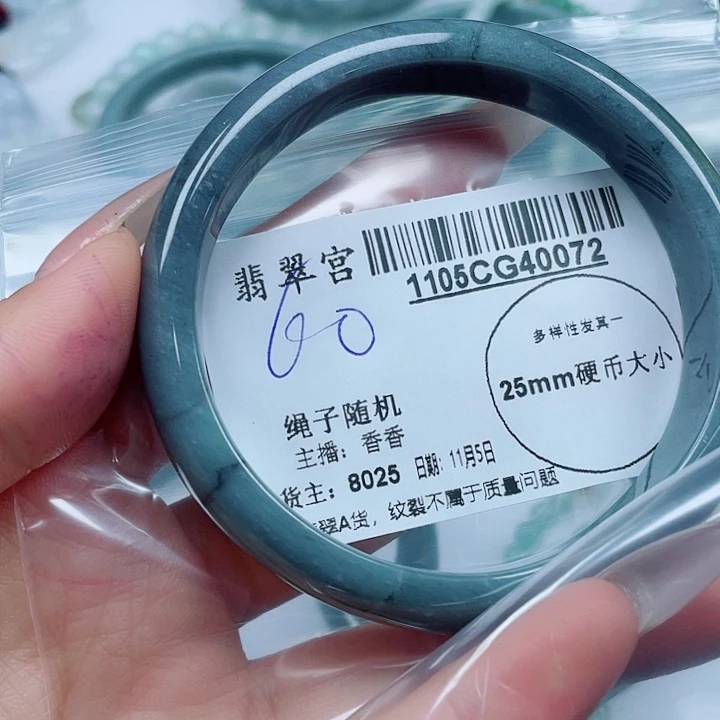 翡翠宫
1105CG40072
60
多样性发其一
25mm硬币大小
绳子随机
主播：香香
货主：8025 日期：11月5日
翠A货，纹裂不属于质量问题